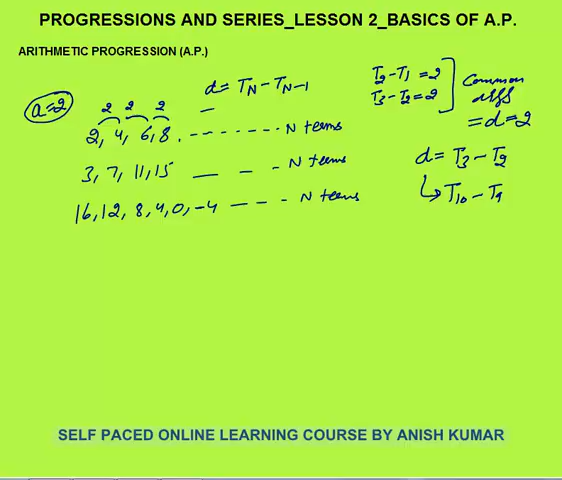 PROGRESSIONS AND SERIES_LESSON 2_BASICS OF A.P.
ARITHMETIC PROGRESSION (A.P.)
d = T_N - T_N-1
T2 - T1 = 2
T3 - T2 = 2
Common diff = d = 2
a = 2
2 2 2
2, 4, 6, 8, ------- N terms
3, 7, 11, 15 — — - N terms
16, 12, 8, 4, 0, -4 — — - N terms
d = T3 - T2
↳ T10 - T9
SELF PACED ONLINE LEARNING COURSE BY ANISH KUMAR